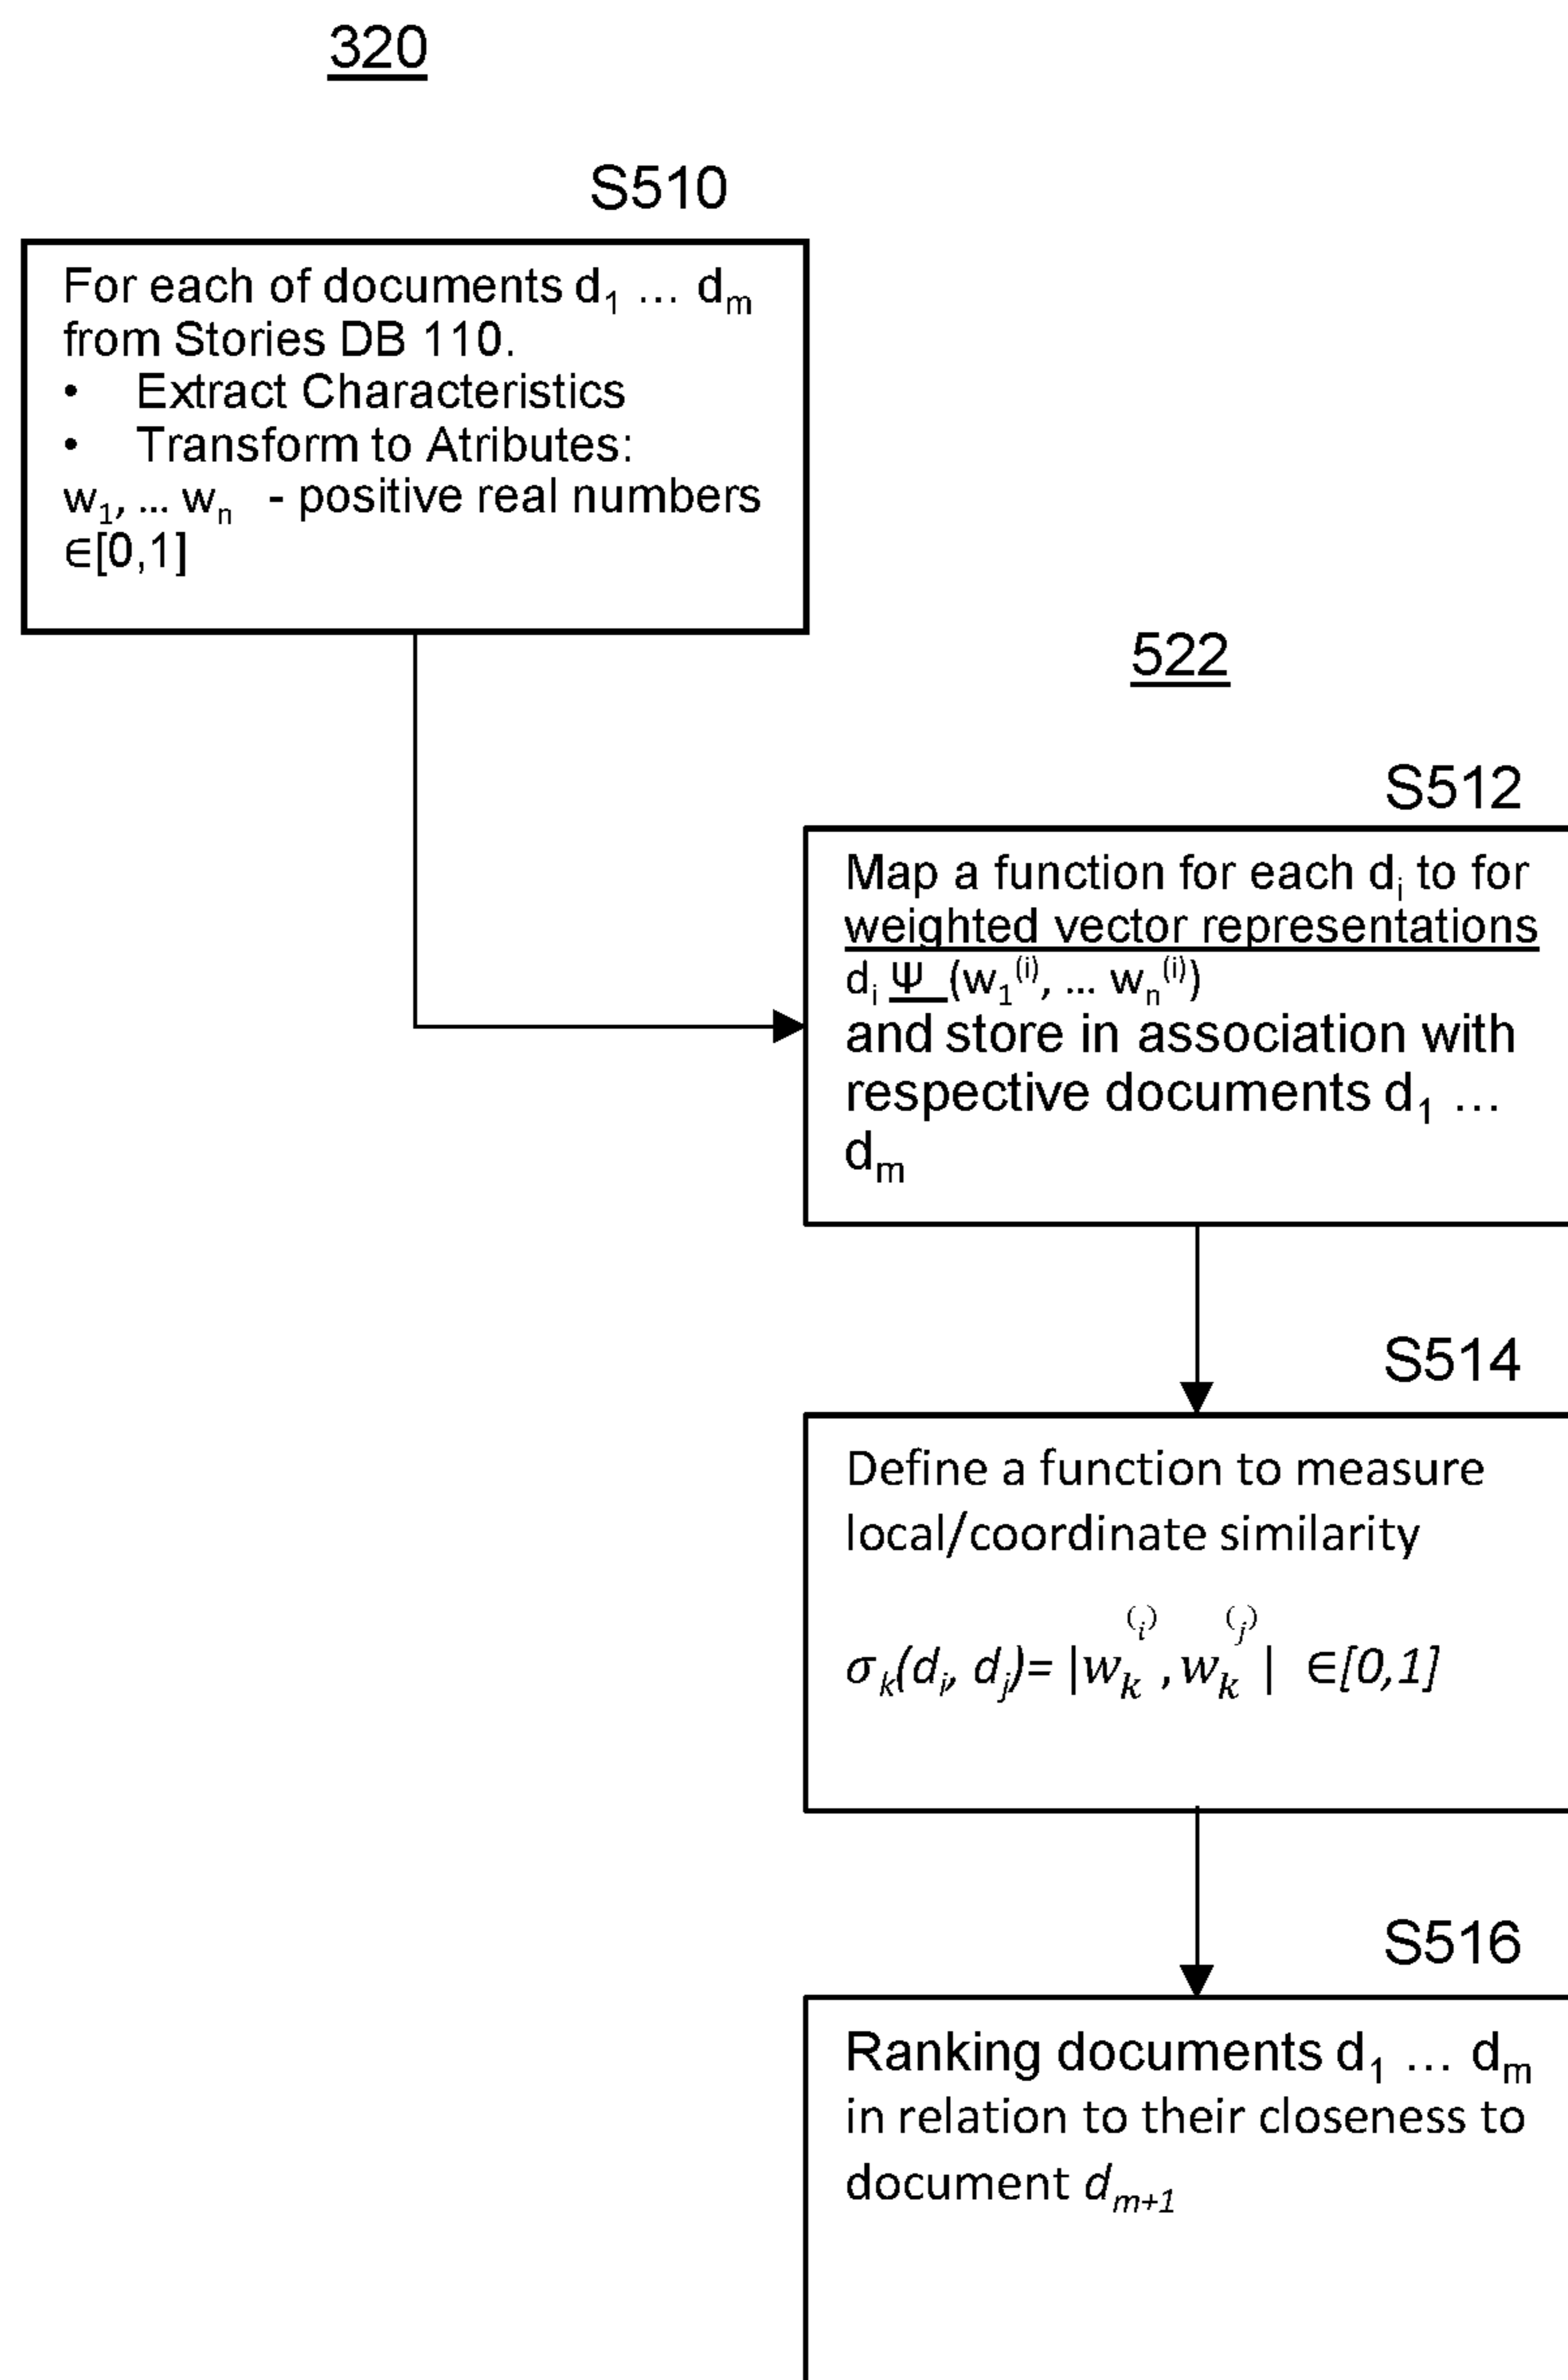 320
S510
For each of documents d₁ … dₘ
from Stories DB 110.
• Extract Characteristics
• Transform to Atributes:
w₁, … wₙ - positive real numbers
∈[0,1]
522
S512
Map a function for each dᵢ to for
weighted vector representations
dᵢ Ψ (w₁⁽ⁱ⁾, … wₙ⁽ⁱ⁾)
and store in association with
respective documents d₁ …
dₘ
S514
Define a function to measure
local/coordinate similarity
σₖ(dᵢ, dⱼ)= |wₖ⁽ⁱ⁾, wₖ⁽ʲ⁾| ∈[0,1]
S516
Ranking documents d₁ … dₘ
in relation to their closeness to
document dₘ₊₁